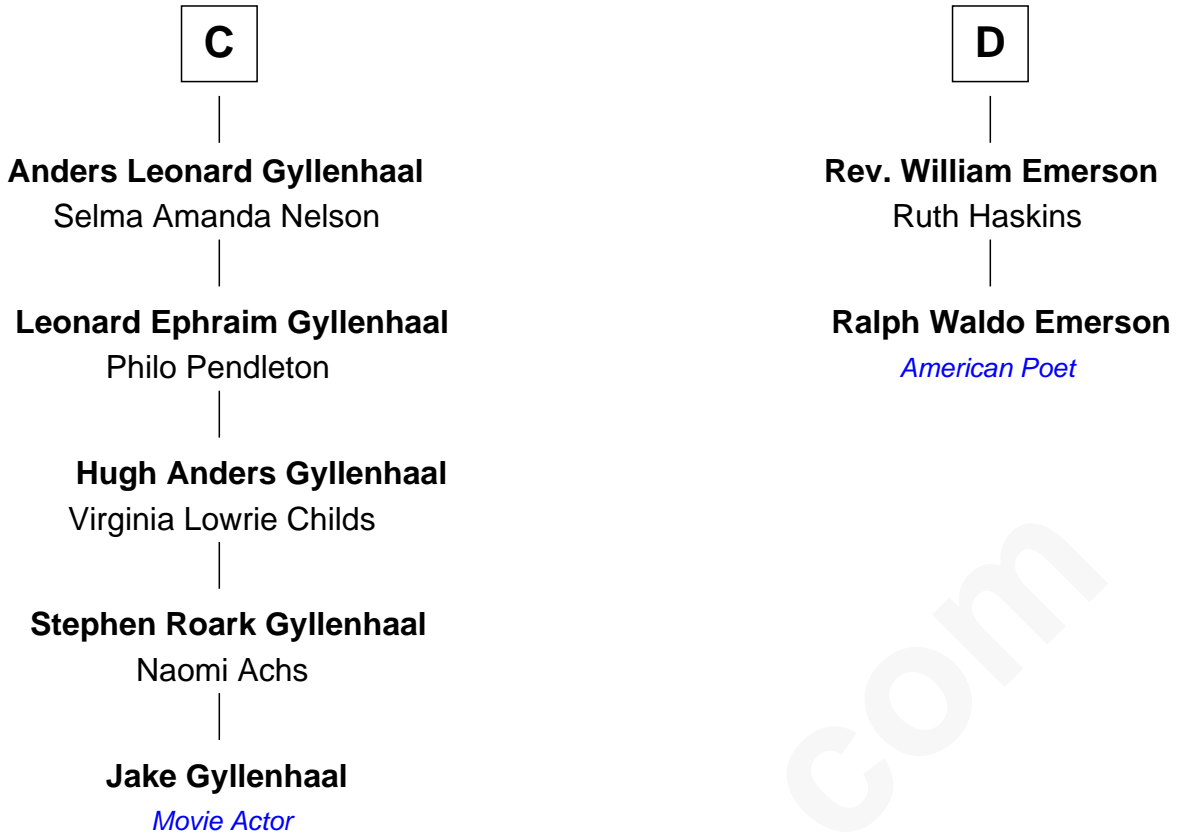 C
Anders Leonard Gyllenhaal
Selma Amanda Nelson
Leonard Ephraim Gyllenhaal
Philo Pendleton
Hugh Anders Gyllenhaal
Virginia Lowrie Childs
Stephen Roark Gyllenhaal
Naomi Achs
Jake Gyllenhaal
Movie Actor
D
Rev. William Emerson
Ruth Haskins
Ralph Waldo Emerson
American Poet
com